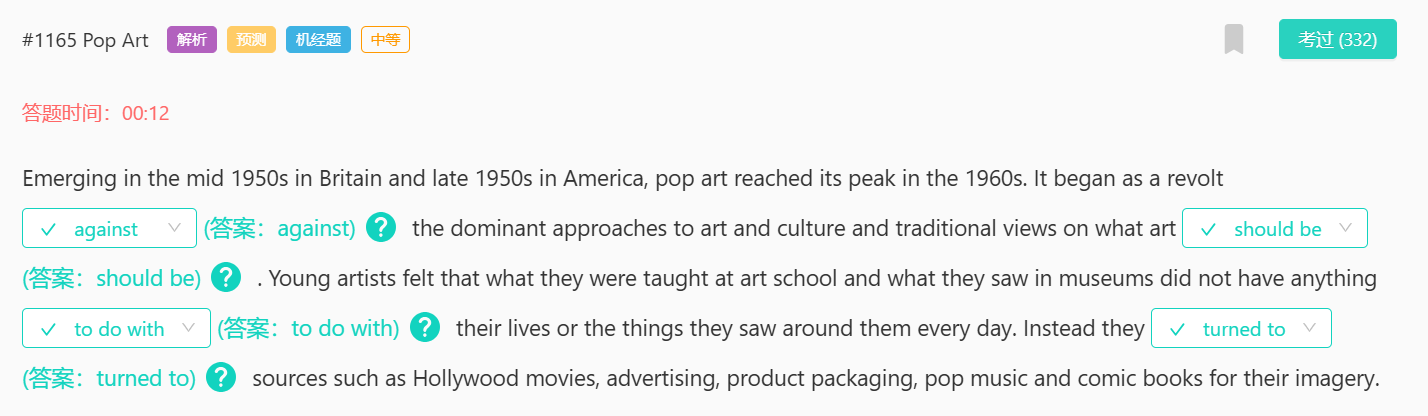 #1165 Pop Art 解析 预测 机经题 中等 考过 (332)
答题时间：00:12
Emerging in the mid 1950s in Britain and late 1950s in America, pop art reached its peak in the 1960s. It began as a revolt
against (答案：against) ? the dominant approaches to art and culture and traditional views on what art should be
(答案：should be) ? . Young artists felt that what they were taught at art school and what they saw in museums did not have anything
to do with (答案：to do with) ? their lives or the things they saw around them every day. Instead they turned to
(答案：turned to) ? sources such as Hollywood movies, advertising, product packaging, pop music and comic books for their imagery.